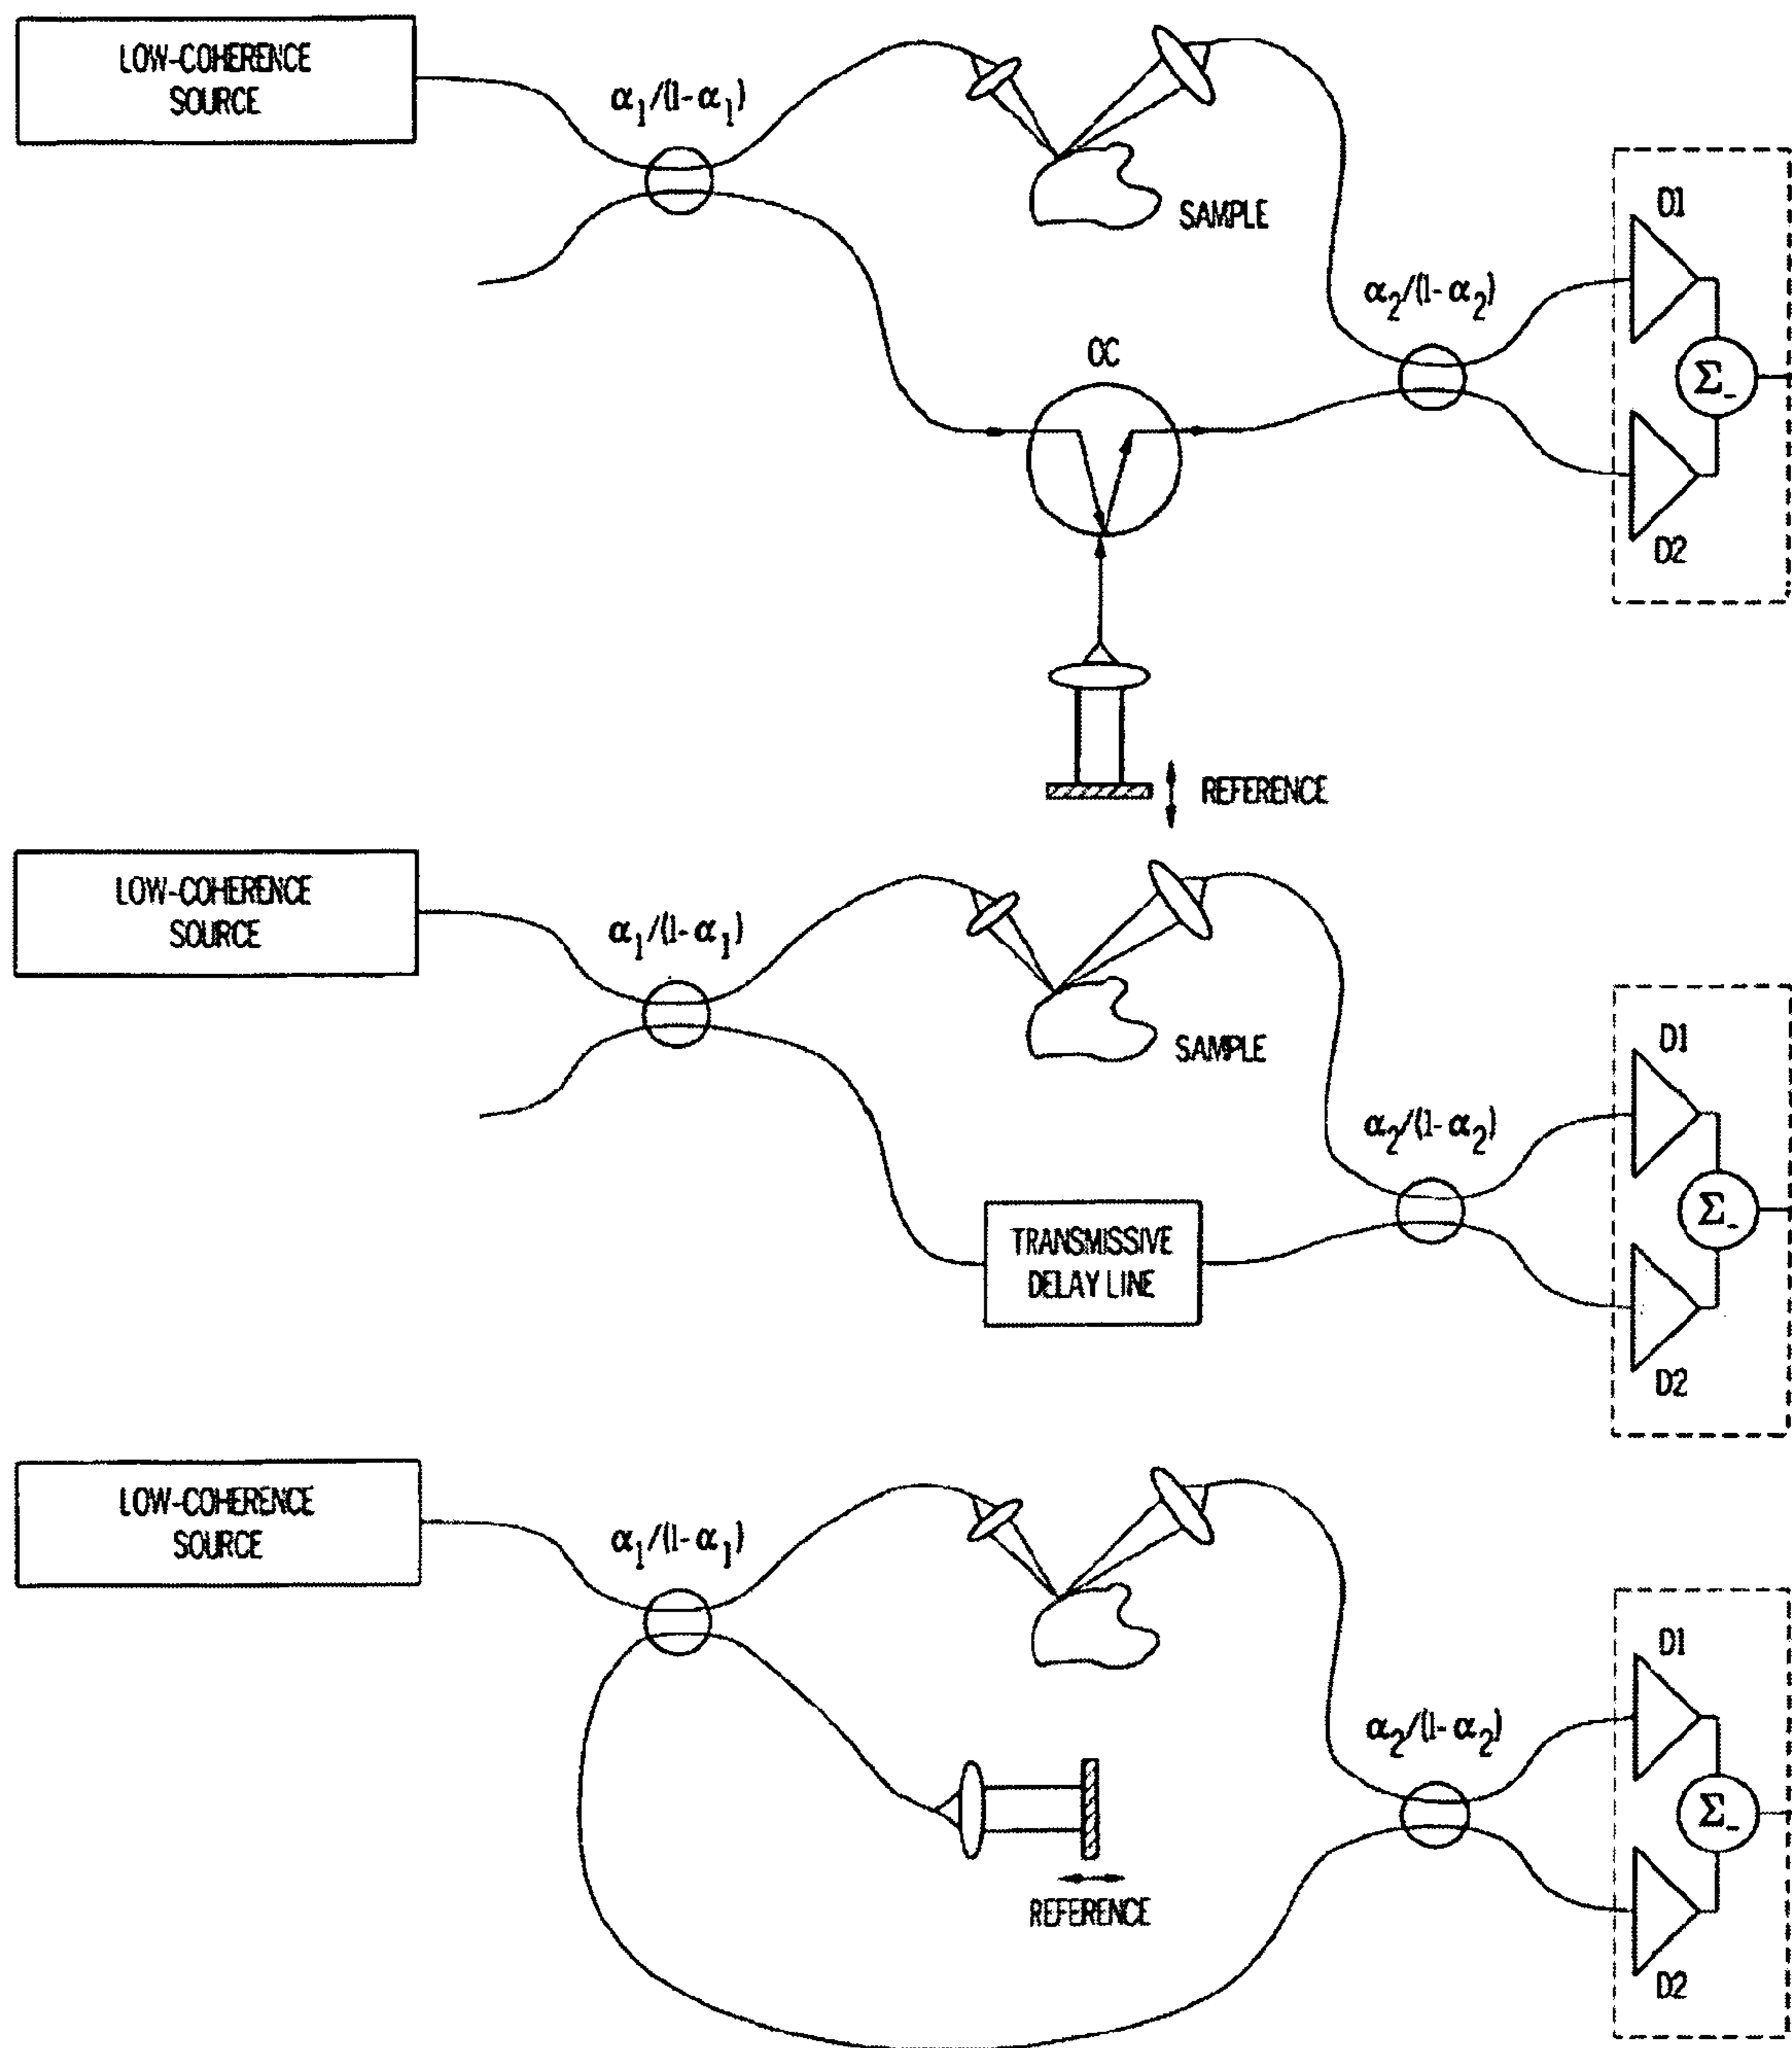 LOW-COHERENCE
SOURCE
α₁/(1-α₁)
SAMPLE
D1
α₂/(1-α₂)
OC
Σ-
D2
REFERENCE
LOW-COHERENCE
SOURCE
α₁/(1-α₁)
SAMPLE
D1
α₂/(1-α₂)
Σ-
TRANSMISSIVE
DELAY LINE
D2
LOW-COHERENCE
SOURCE
α₁/(1-α₁)
D1
α₂/(1-α₂)
Σ-
REFERENCE
D2